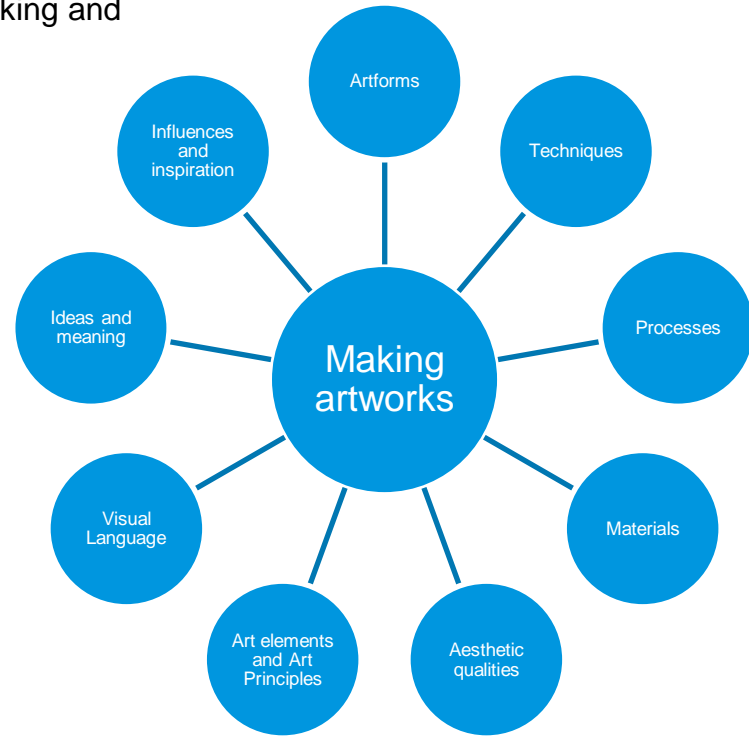 king and
Artforms
Techniques
Processes
Materials
Aesthetic
qualities
Art elements
and Art
Principles
Visual
Language
Ideas and
meaning
Influences
and
inspiration
Making
artworks